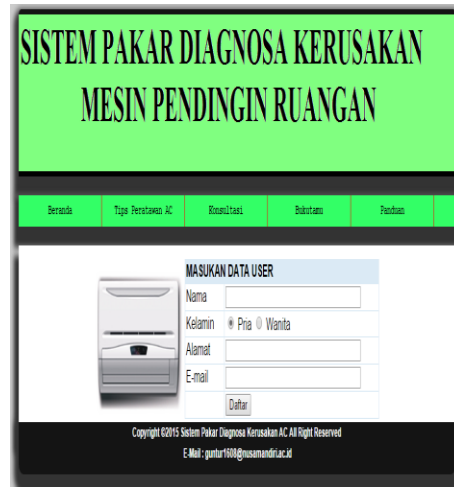 SISTEM PAKAR DIAGNOSA KERUSAKAN
MESIN PENDINGIN RUANGAN
Beranda Tips Peratawan AC Konsultasi Bukutamu Panduan
MASUKAN DATA USER
Nama
Kelamin Pria Wanita
Alamat
E-mail
Daftar
Copyright ©2015 Sistem Pakar Diagnosa Kerusakan AC All Right Reserved
E-Mail : guntur1608@nusamandiri.ac.id